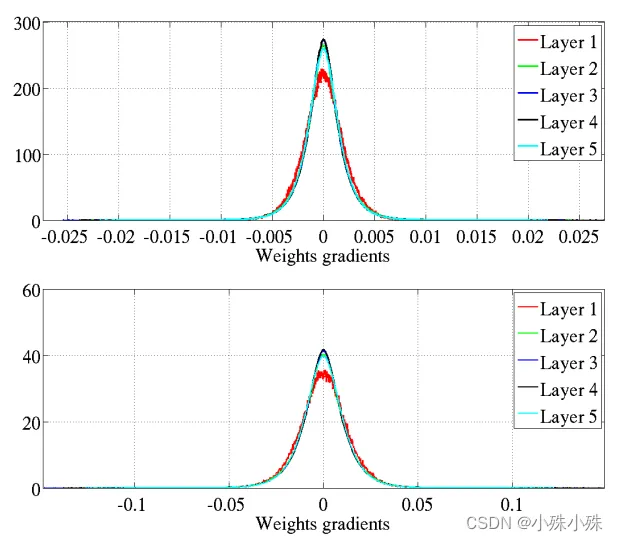 300
200
100
0
-0.025 -0.02 -0.015 -0.01 -0.005 0 0.005 0.01 0.015 0.02 0.025
Weights gradients
Layer 1
Layer 2
Layer 3
Layer 4
Layer 5
60
40
20
0
-0.1 -0.05 0 0.05 0.1
Weights gradients
Layer 1
Layer 2
Layer 3
Layer 4
Layer 5
CSDN @小殊小殊